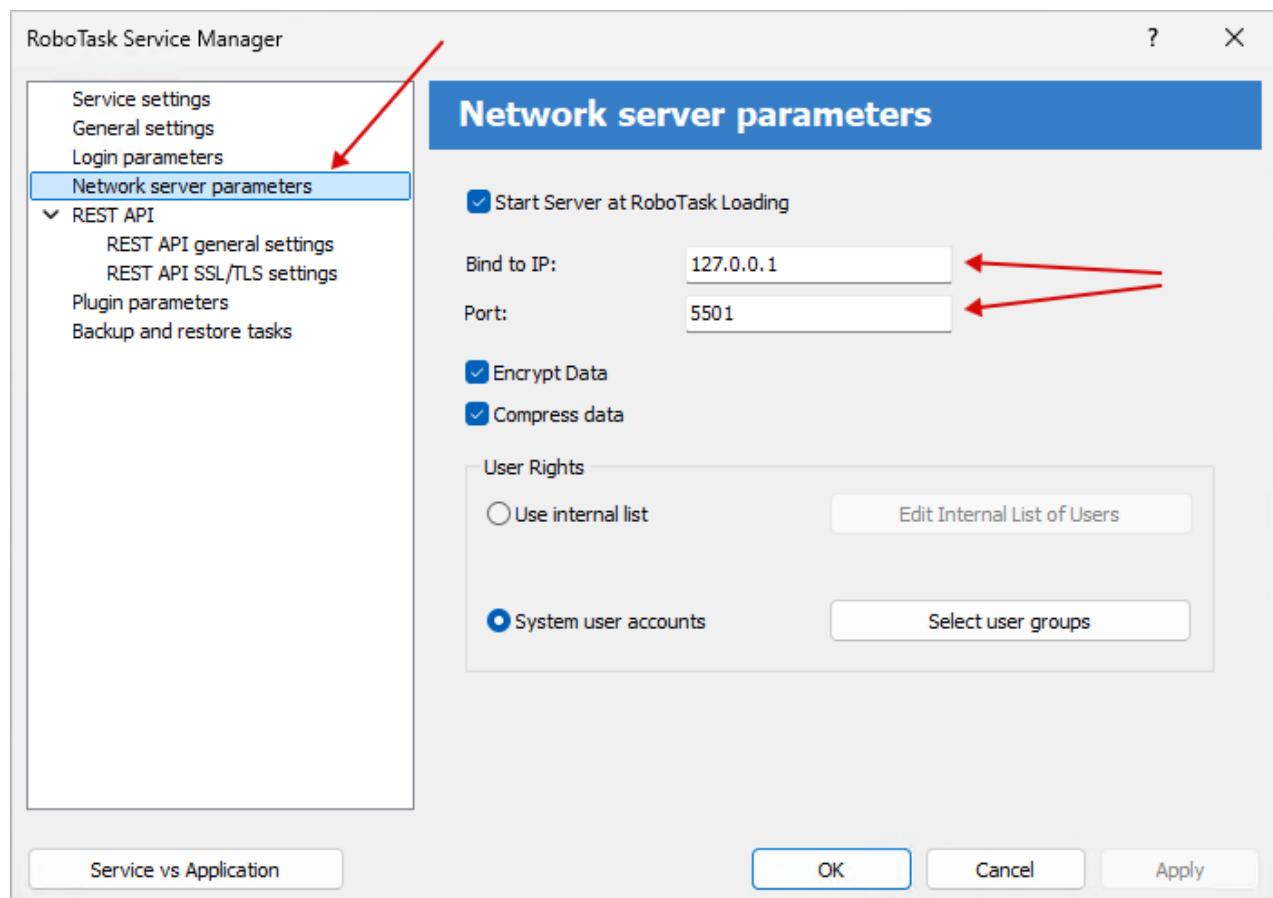 RoboTask Service Manager
?
Service settings
General settings
Login parameters
Network server parameters
REST API
REST API general settings
REST API SSL/TLS settings
Plugin parameters
Backup and restore tasks
Network server parameters
Start Server at RoboTask Loading
Bind to IP: 127.0.0.1
Port: 5501
Encrypt Data
Compress data
User Rights
Use internal list Edit Internal List of Users
System user accounts Select user groups
Service vs Application OK Cancel Apply